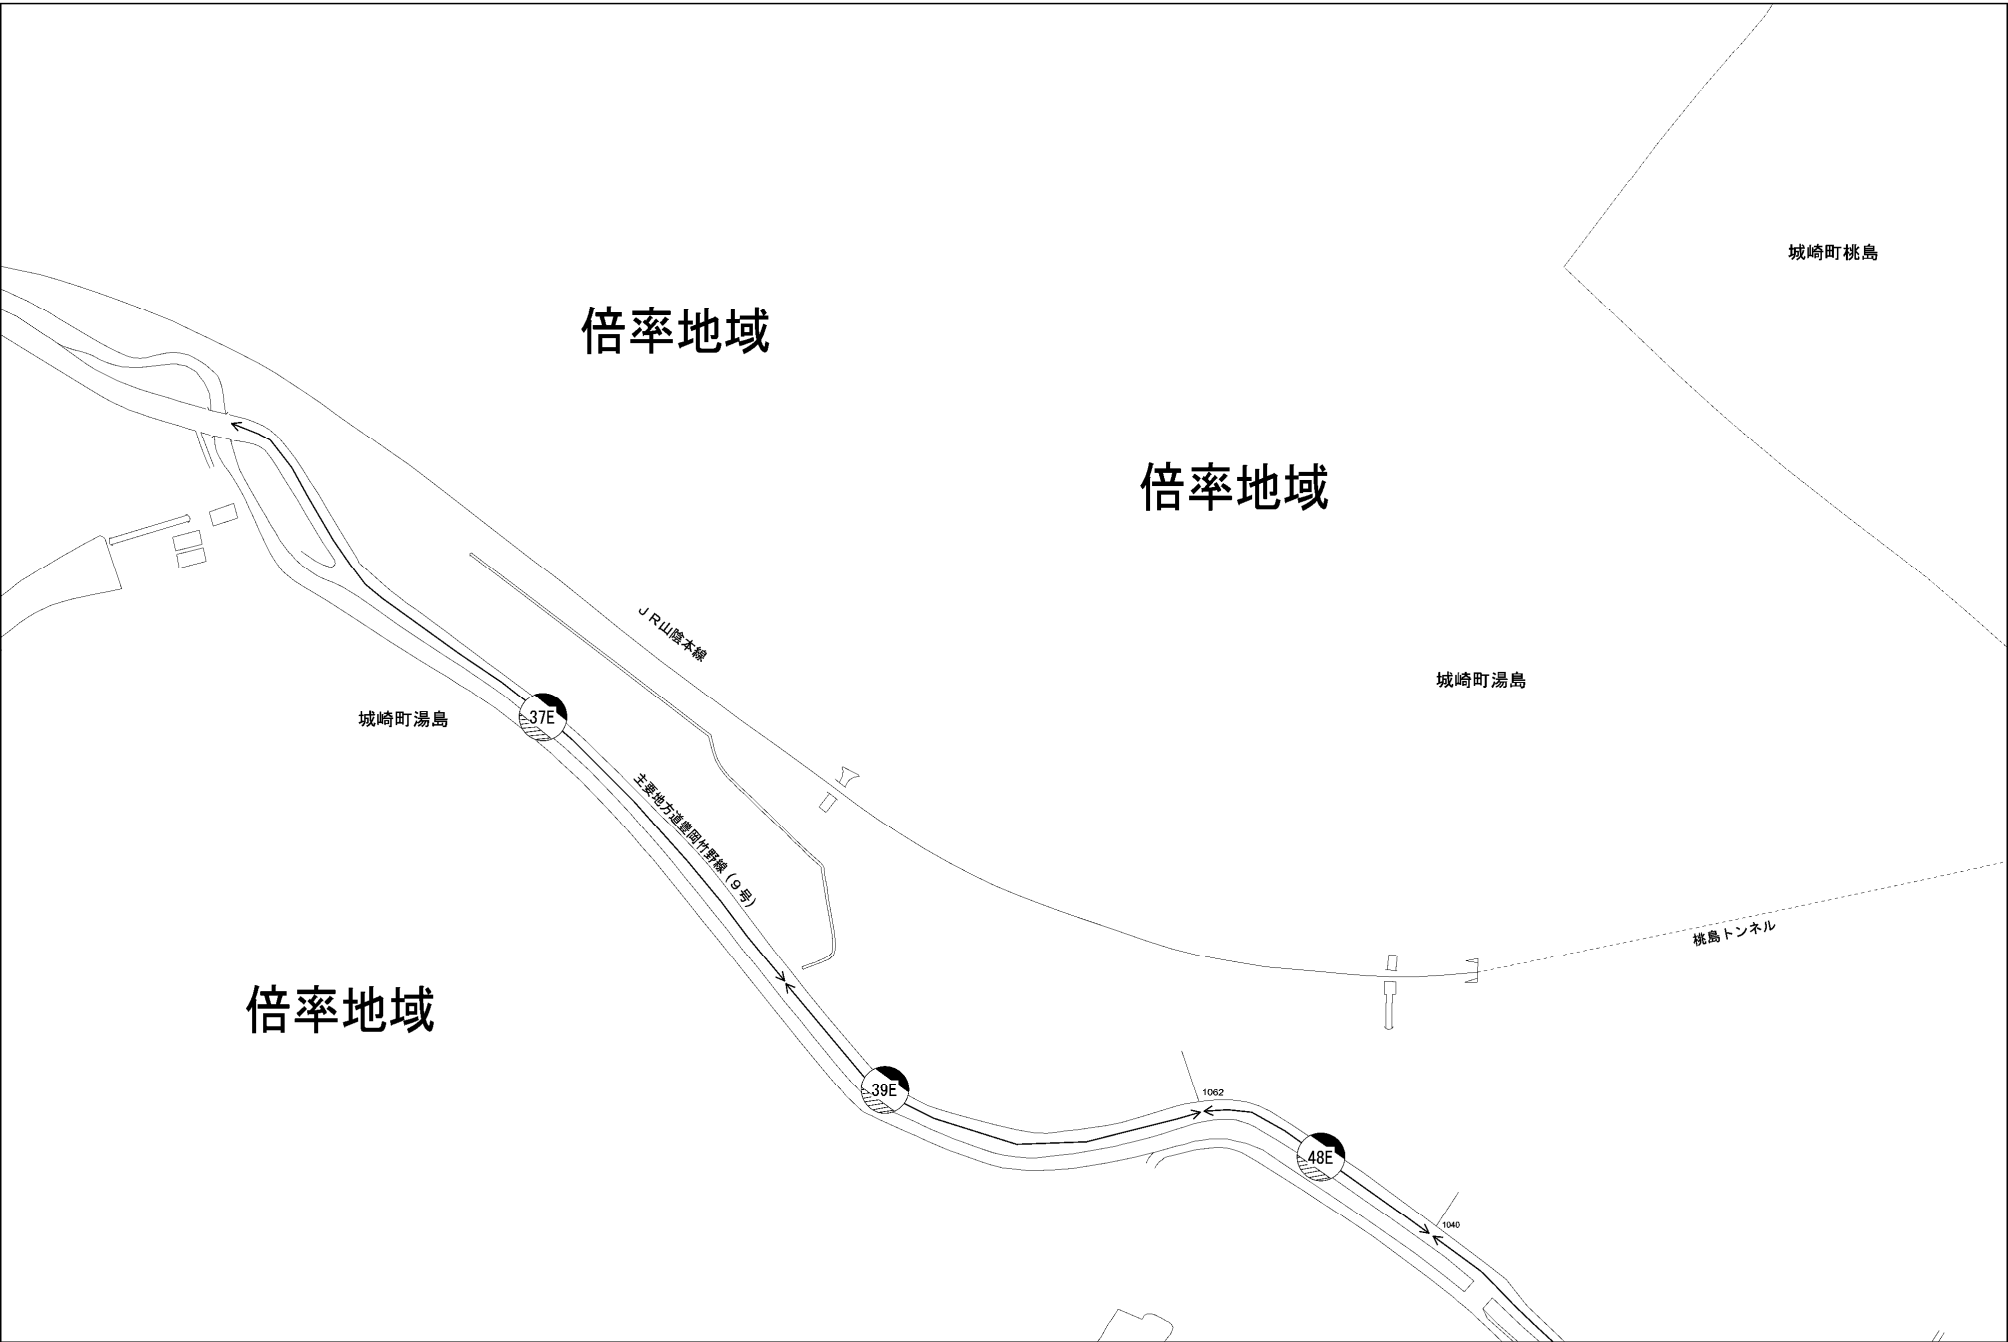 城崎町桃島
倍率地域
倍率地域
ＪＲ山陰本線
城崎町湯島
37E
城崎町湯島
主要地方道豊岡竹野線（９号）
桃島トンネル
倍率地域
39E
1062
48E
1040